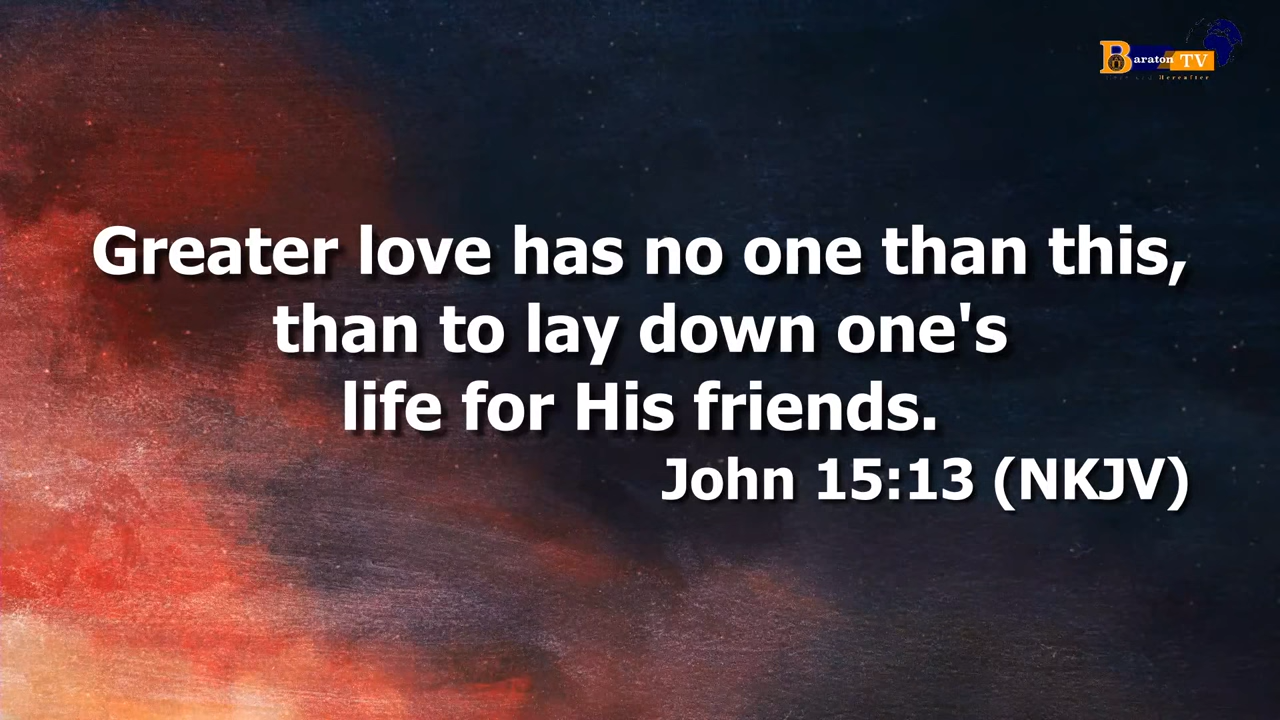 Baraton TV
Hereafter
Greater love has no one than this,
than to lay down one's
life for His friends.
John 15:13 (NKJV)